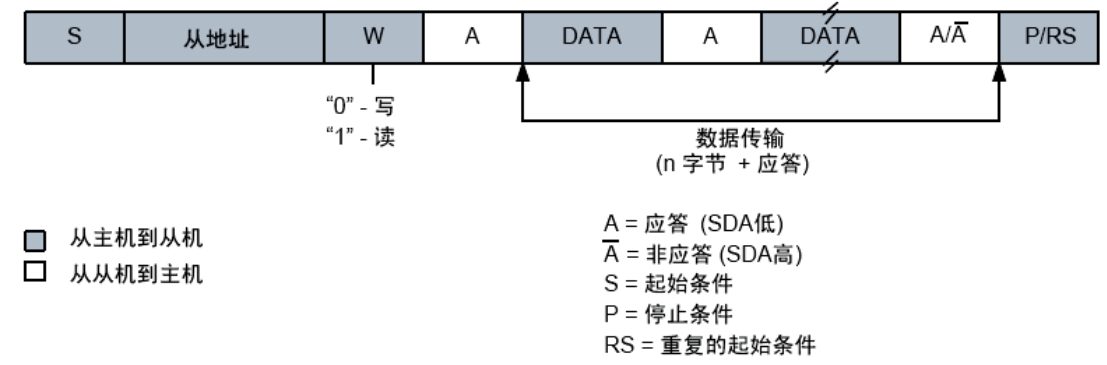 S 从地址 W A DATA A DATA A/A̅ P/RS
“0” - 写
“1” - 读
数据传输
(n 字节 + 应答)
从主机到从机
从从机到主机
A = 应答 (SDA低)
A̅ = 非应答 (SDA高)
S = 起始条件
P = 停止条件
RS = 重复的起始条件